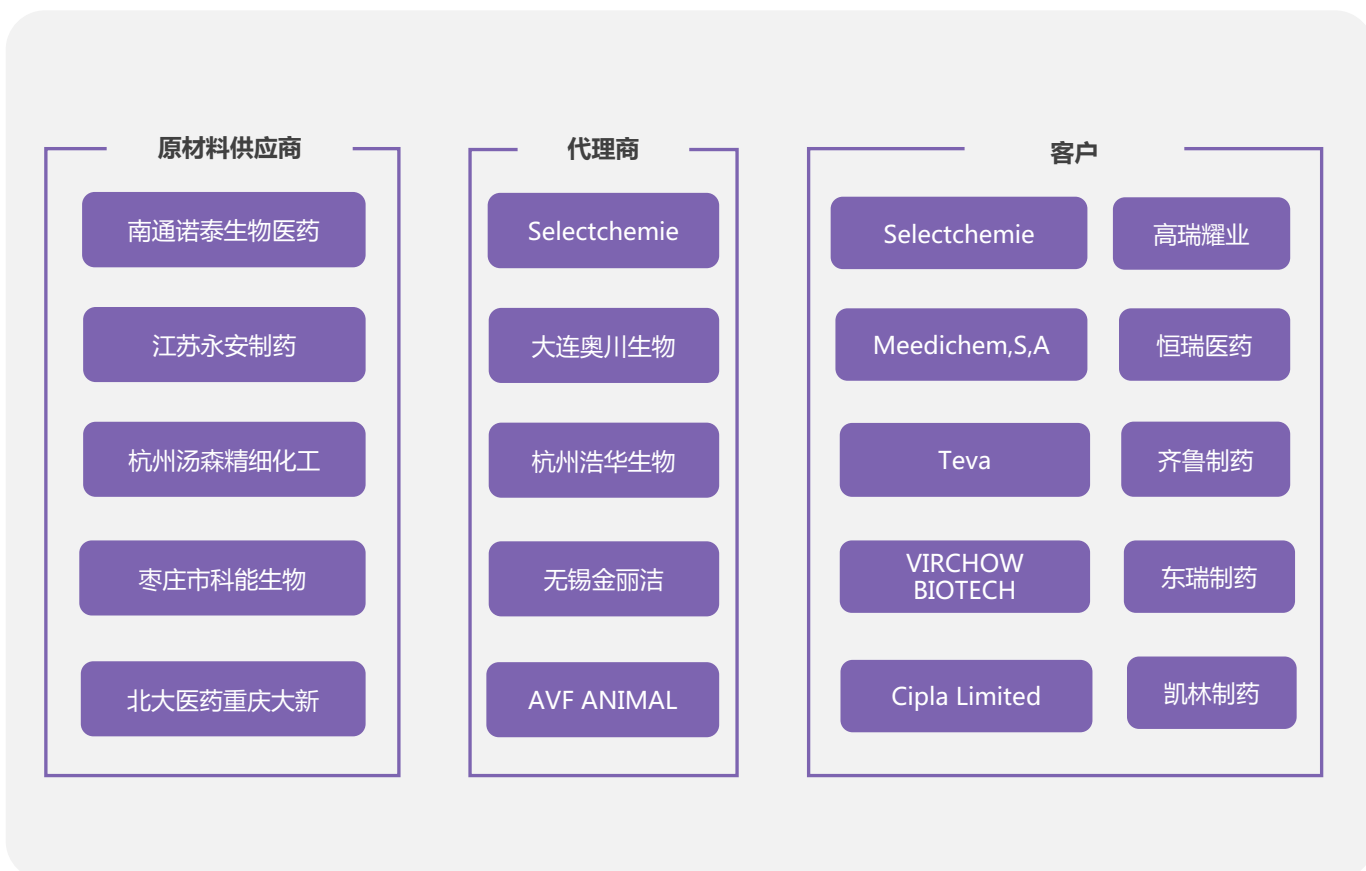 原材料供应商
南通诺泰生物医药
江苏永安制药
杭州汤森精细化工
枣庄市科能生物
北大医药重庆大新
代理商
Selectchemie
大连奥川生物
杭州浩华生物
无锡金丽洁
AVF ANIMAL
客户
Selectchemie
高瑞耀业
Meedichem,S,A
恒瑞医药
Teva
齐鲁制药
VIRCHOW
BIOTECH
东瑞制药
Cipla Limited
凯林制药